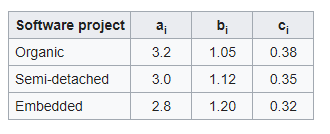 Software project aᵢ bᵢ cᵢ
Organic 3.2 1.05 0.38
Semi-detached 3.0 1.12 0.35
Embedded 2.8 1.20 0.32